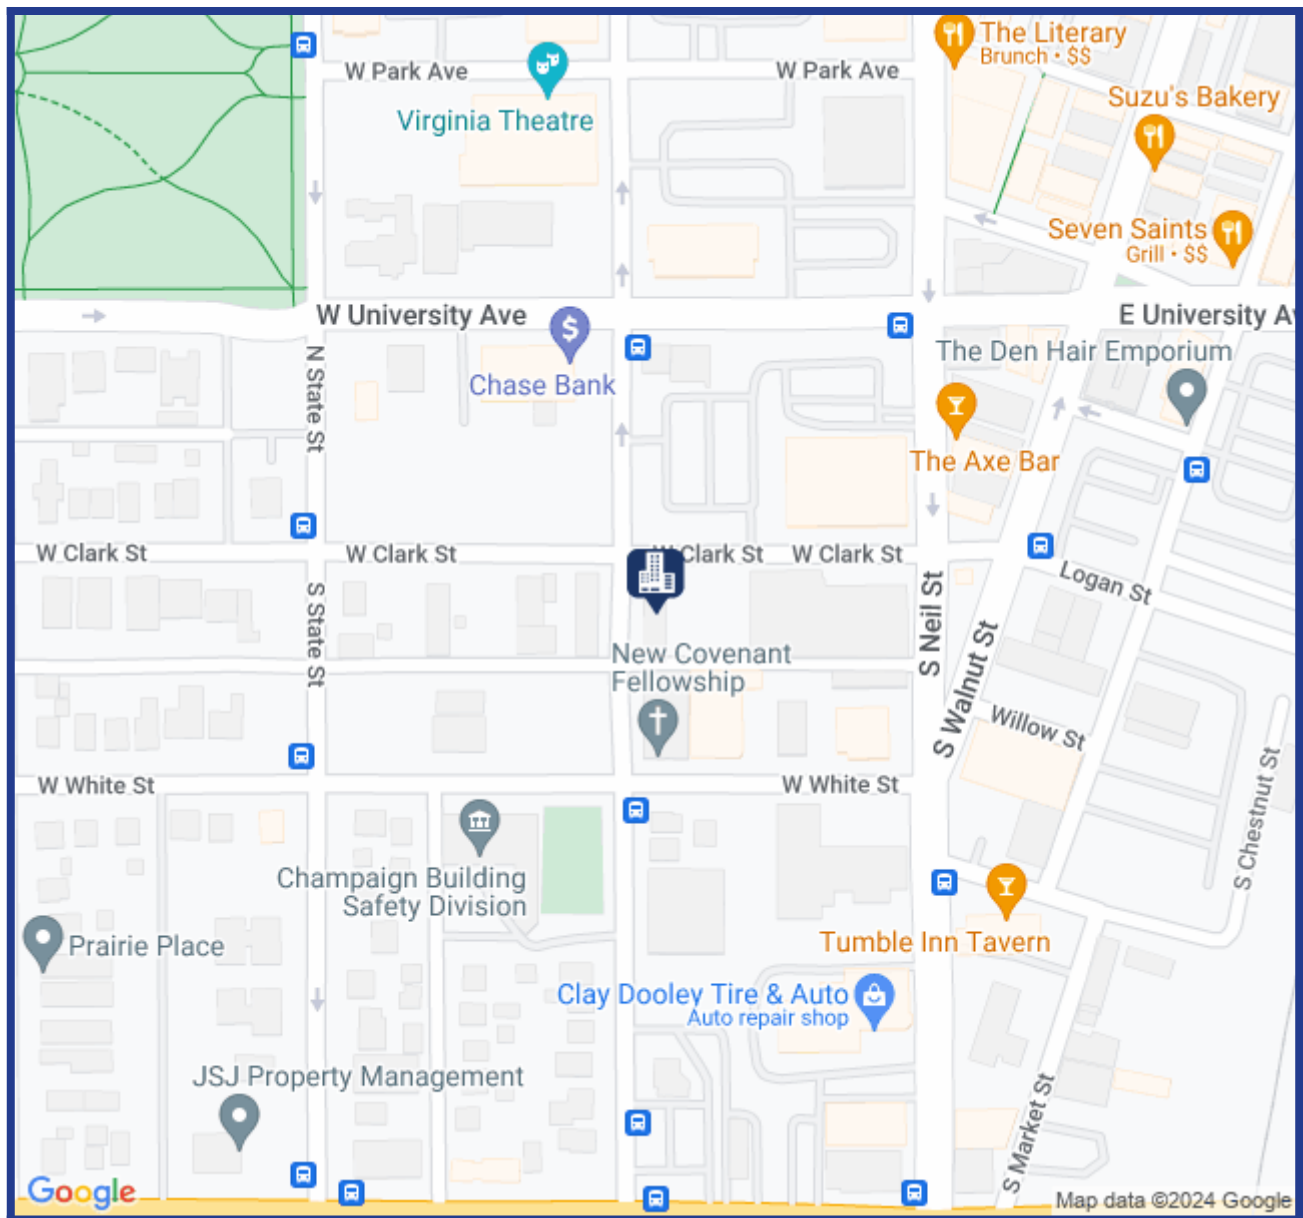 The Literary
Brunch • $$
W Park Ave
W Park Ave
Virginia Theatre
Suzu's Bakery
Seven Saints
Grill • $$
W University Ave
E University Av
N State St
Chase Bank
The Den Hair Emporium
The Axe Bar
W Clark St
W Clark St
W Clark St
W Clark St
Logan St
S State St
S Neil St
S Walnut St
New Covenant
Fellowship
Willow St
W White St
W White St
S Chestnut St
Champaign Building
Safety Division
Prairie Place
Tumble Inn Tavern
Clay Dooley Tire & Auto
Auto repair shop
JSJ Property Management
S Market St
Google
Map data ©2024 Google